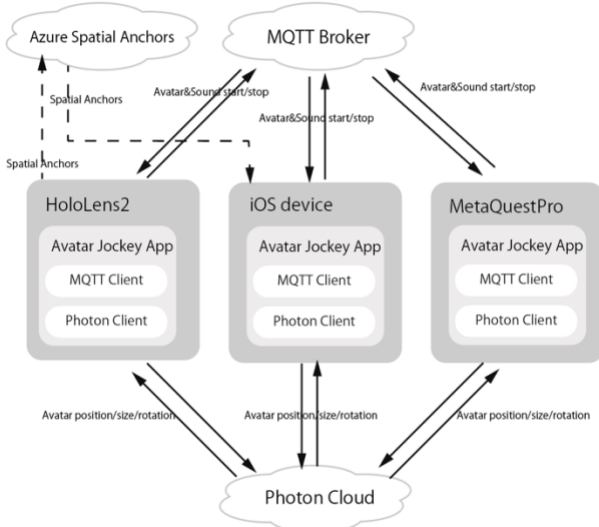 Azure Spatial Anchors
MQTT Broker
Spatial Anchors
Avatar&Sound start/stop
Avatar&Sound start/stop
Avatar&Sound start/stop
Spatial Anchors
HoloLens2
Avatar Jockey App
MQTT Client
Photon Client
iOS device
Avatar Jockey App
MQTT Client
Photon Client
MetaQuestPro
Avatar Jockey App
MQTT Client
Photon Client
Avatar position/size/rotation
Avatar position/size/rotation
Avatar position/size/rotation
Photon Cloud